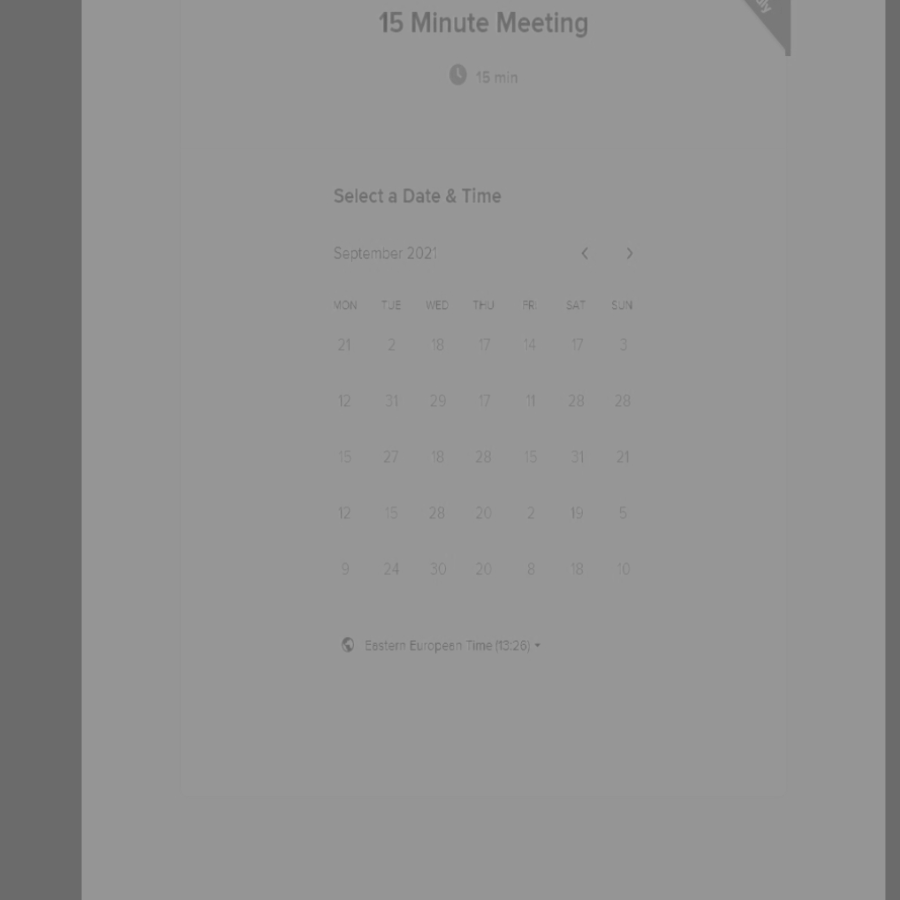 15 Minute Meeting
15 min
Select a Date & Time
September 2021
MON TUE WED THU FRI SAT SUN
21 2 18 17 14 17 3
12 31 29 17 11 28 28
15 27 18 28 15 31 21
12 15 28 20 2 19 5
9 24 30 20 8 18 10
Eastern European Time (13:26)